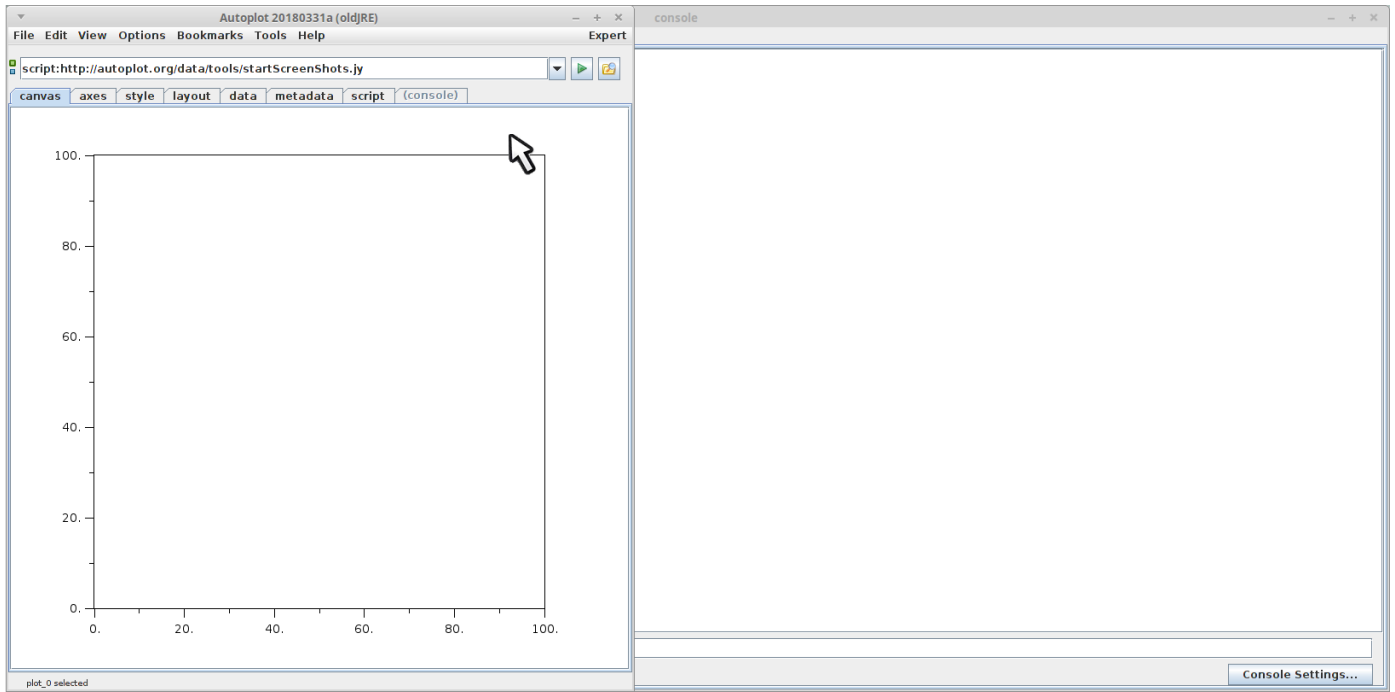 Autoplot 20180331a (oldJRE)
console
File Edit View Options Bookmarks Tools Help Expert
script:http://autoplot.org/data/tools/startScreenShots.jy
canvas axes style layout data metadata script (console)
100.
80.
60.
40.
20.
0.
0. 20. 40. 60. 80. 100.
Console Settings...
plot_0 selected